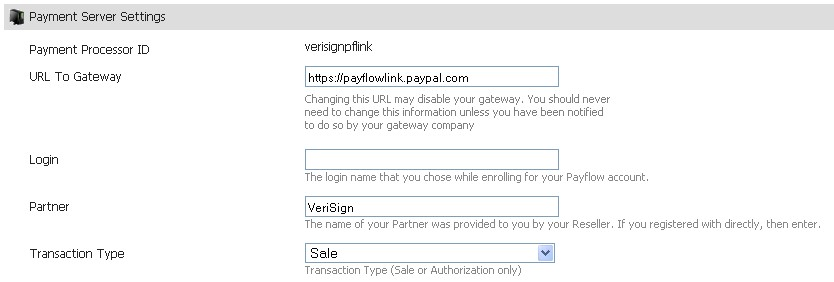 Payment Server Settings
Payment Processor ID verisignpflink
URL To Gateway https://payflowlink.paypal.com
Changing this URL may disable your gateway. You should never
need to change this information unless you have been notified
to do so by your gateway company
Login
The login name that you chose while enrolling for your Payflow account.
Partner VeriSign
The name of your Partner was provided to you by your Reseller. If you registered with directly, then enter.
Transaction Type Sale
Transaction Type (Sale or Authorization only)